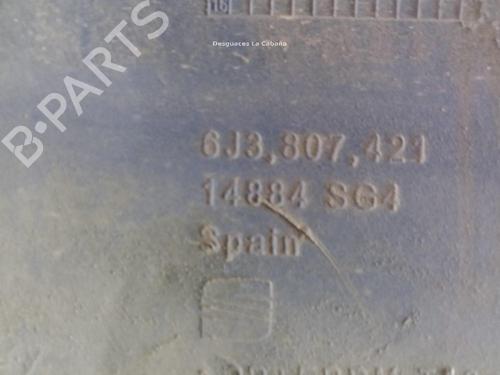 Desguaces La Cabaña
B-PARTS
6J3,807,421
14884 SG4
Spain